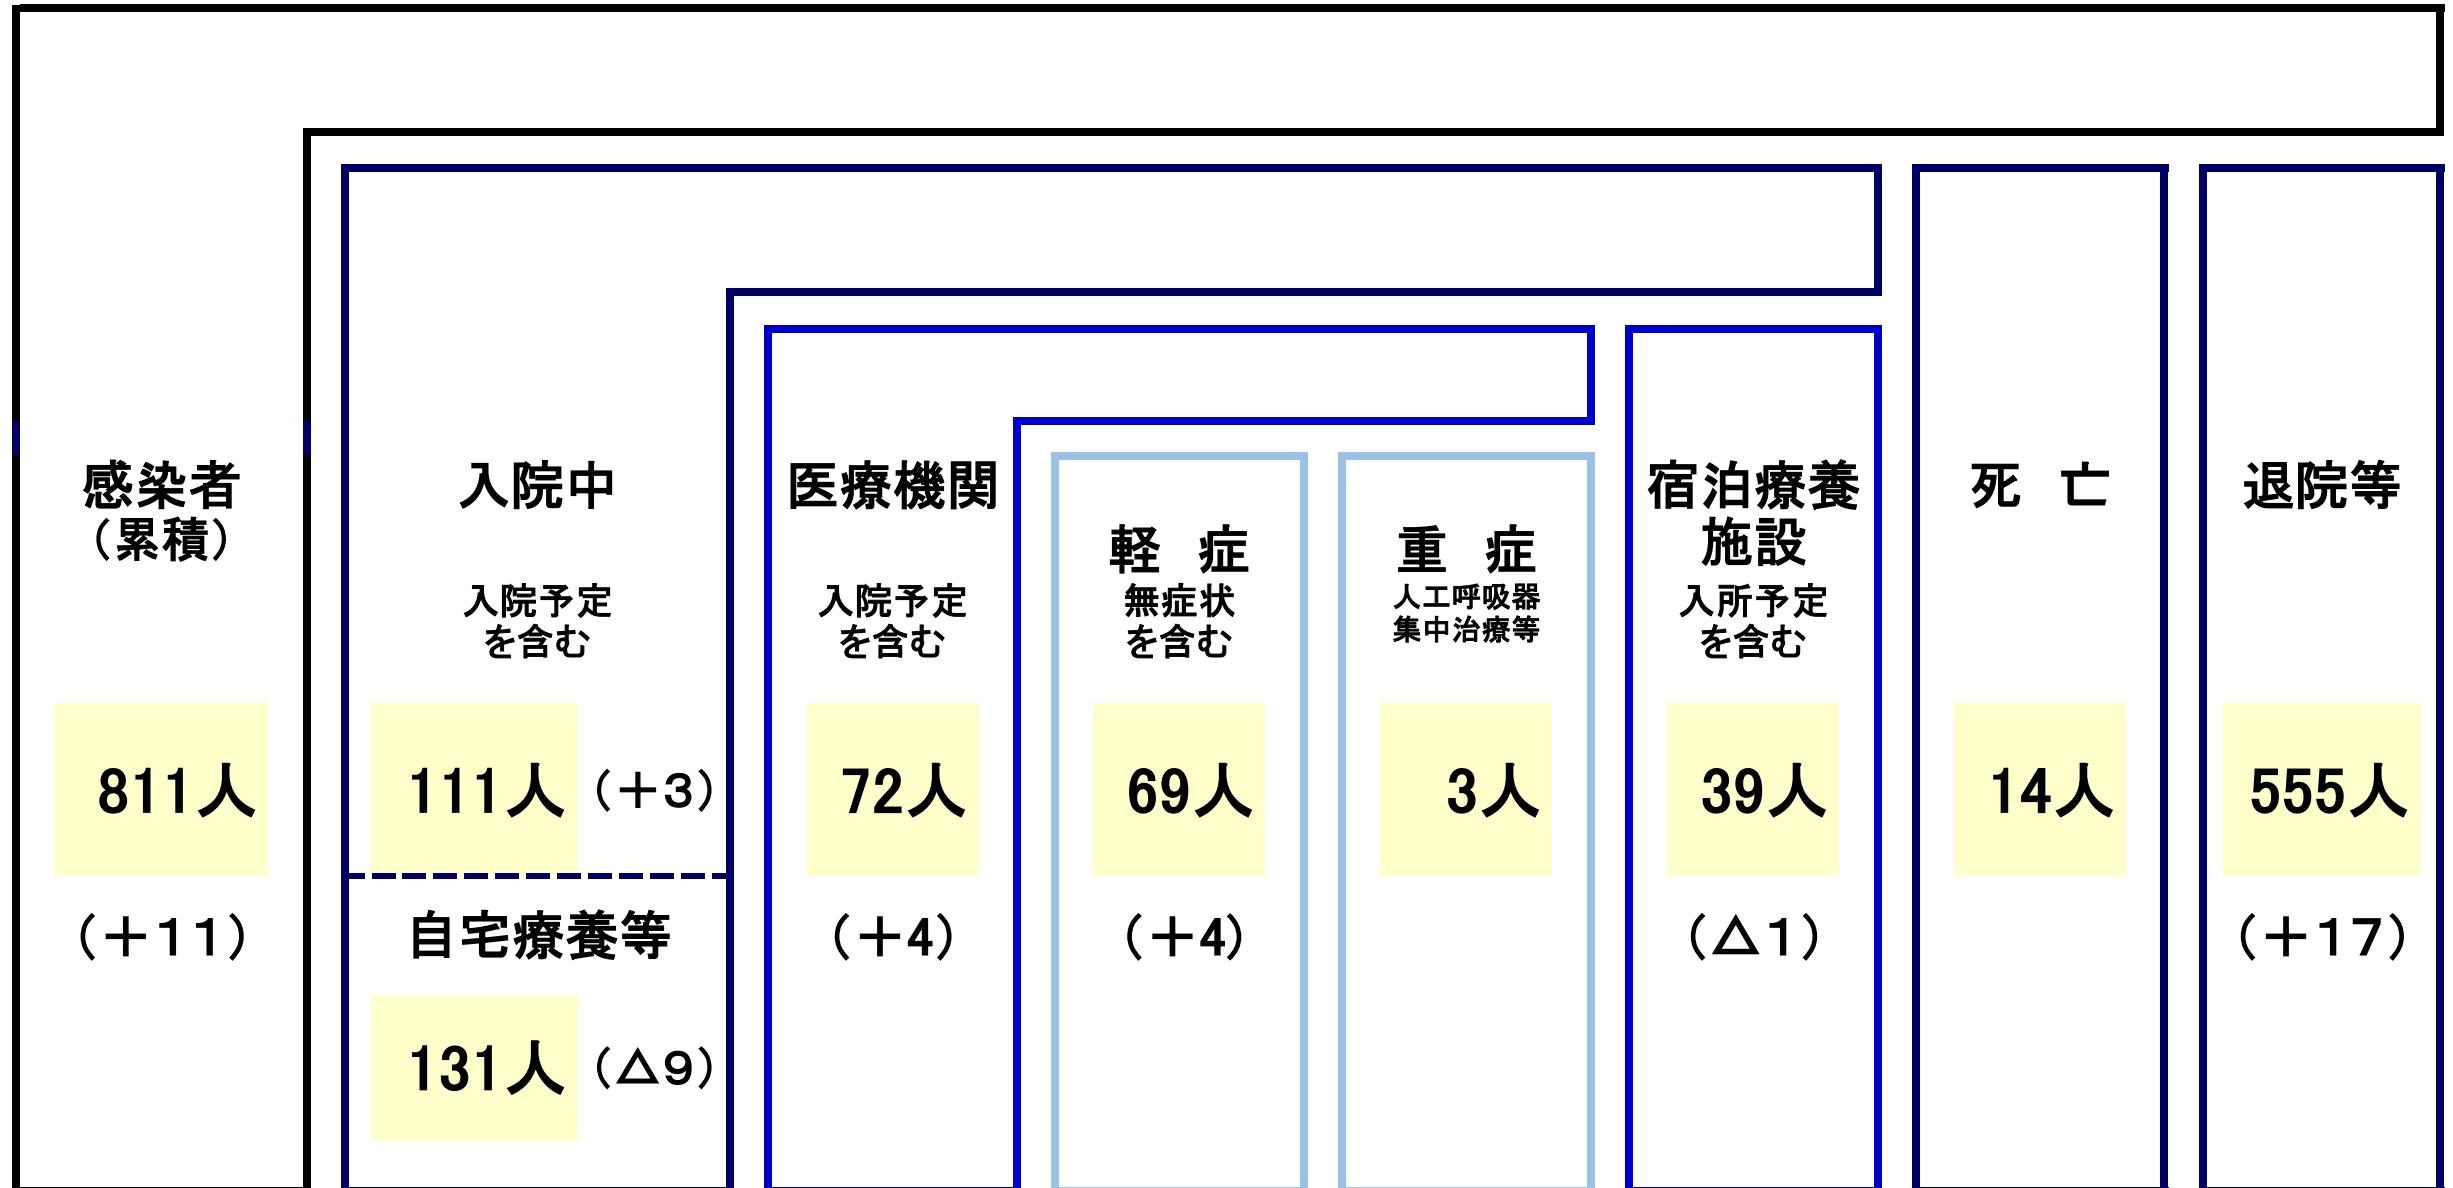 感染者
（累積）
811人
（＋１１）
入院中
入院予定
を含む
111人（＋３）
自宅療養等
131人（△９）
医療機関
入院予定
を含む
72人
（＋4）
軽　症
無症状
を含む
69人
（＋4）
重　症
人工呼吸器
集中治療等
3人
宿泊療養
施設
入所予定
を含む
39人
（△１）
死　亡
14人
退院等
555人
（＋１７）